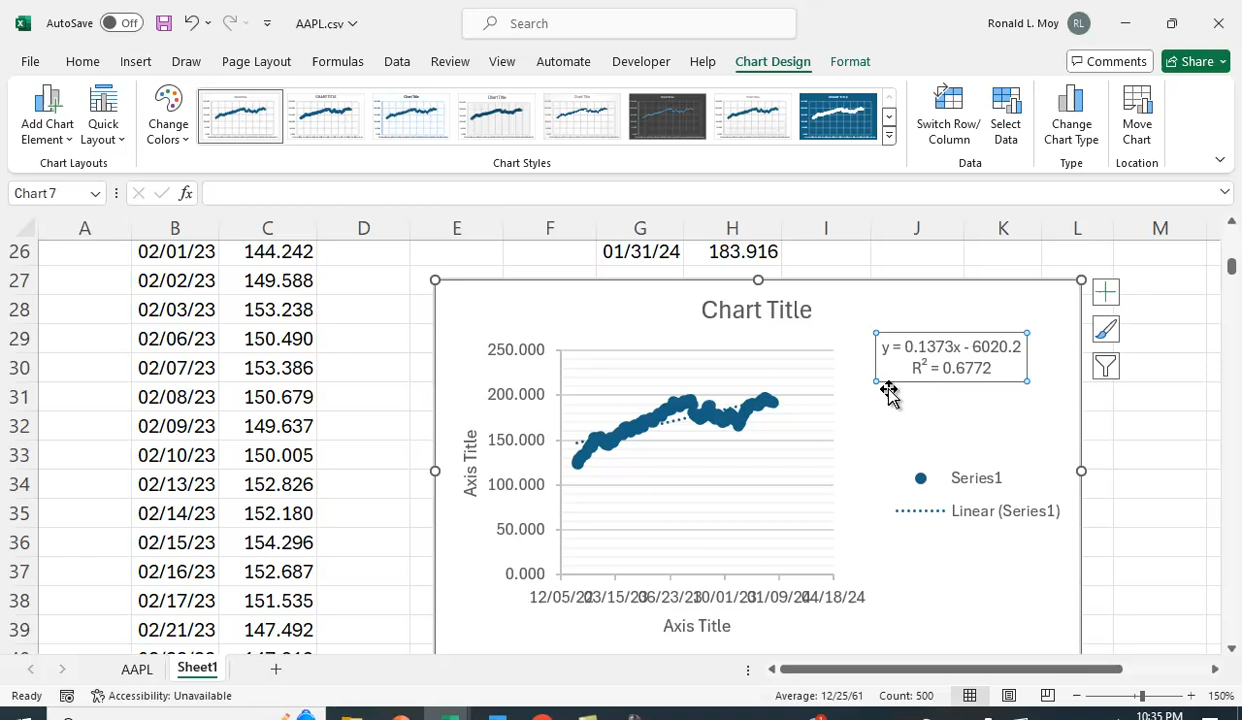 AutoSave Off AAPL.csv Search Ronald L. Moy RL
File Home Insert Draw Page Layout Formulas Data Review View Automate Developer Help Chart Design Format Comments Share
Add Chart Element Quick Layout Change Colors Switch Row/ Column Select Data Change Chart Type Move Chart
Chart Layouts Chart Styles Data Type Location
Chart 7 fx
A B C D E F G H I J K L M
26 02/01/23 144.242 01/31/24 183.916
27 02/02/23 149.588
28 02/03/23 153.238
29 02/06/23 150.490
30 02/07/23 153.386
31 02/08/23 150.679
32 02/09/23 149.637
33 02/10/23 150.005
34 02/13/23 152.826
35 02/14/23 152.180
36 02/15/23 154.296
37 02/16/23 152.687
38 02/17/23 151.535
39 02/21/23 147.492
Chart Title
y = 0.1373x - 6020.2
R² = 0.6772
250.000
200.000
150.000
100.000
50.000
0.000
Axis Title
Series1
Linear (Series1)
04/18/24
Axis Title
AAPL Sheet1
Ready Accessibility: Unavailable Average: 12/25/61 Count: 500 150%
10:35 PM